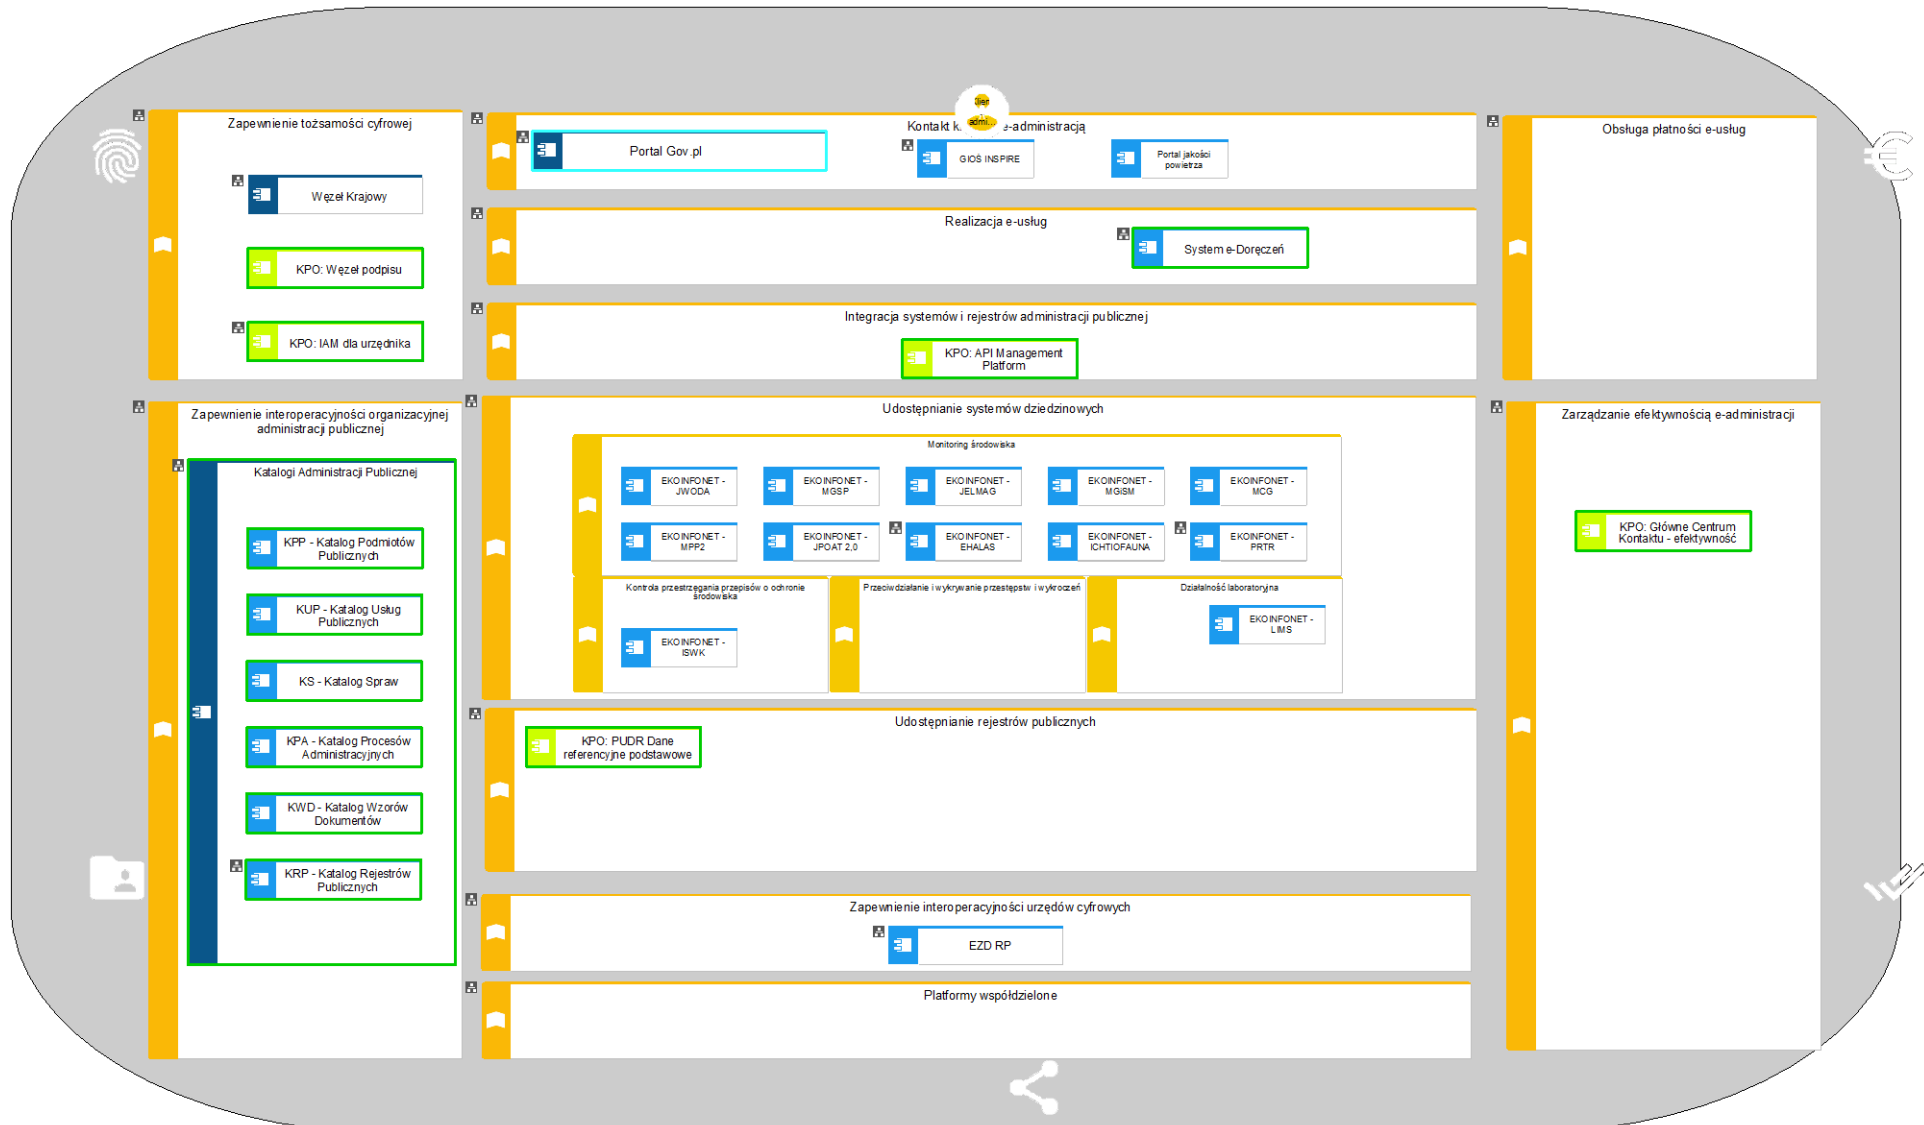 Zapewnienie tożsamości cyfrowej
Węzeł Krajowy
KPO: Węzeł podpisu
KPO: IAM dla urzędnika
Kontakt k
e-administracją
admi...
Portal Gov.pl
GIOŚ INSPIRE
Portal jakości
powietrza
Realizacja e-usług
System e-Doręczeń
Integracja systemów i rejestrów administracji publicznej
KPO: API Management
Platform
Obsługa płatności e-usług
Zapewnienie interoperacyjności organizacyjnej
administracji publicznej
Katalogi Administracji Publicznej
KPP - Katalog Podmiotów
Publicznych
KUP - Katalog Usług
Publicznych
KS - Katalog Spraw
KPA - Katalog Procesów
Administracyjnych
KWD - Katalog Wzorów
Dokumentów
KRP - Katalog Rejestrów
Publicznych
Udostępnianie systemów dziedzinowych
Monitoring środowiska
EKOINFONET -
JWODA
EKOINFONET -
MGSP
EKOINFONET -
JELMAG
EKOINFONET -
MGiSM
EKOINFONET -
MCG
EKOINFONET -
MPP2
EKOINFONET -
JPOAT 2,0
EKOINFONET -
EHALAS
EKOINFONET -
ICHTIOFAUNA
EKOINFONET -
PRTR
Kontrola przestrzęgania przepisów o ochronie
środowiska
EKOINFONET -
ISWK
Przeciwdziałanie i wykrywanie przestępstw i wykroczeń
Działalność laboratoryjna
EKOINFONET -
LIMS
Udostępnianie rejestrów publicznych
KPO: PUDR Dane
referencyjne podstawowe
Zapewnienie interoperacyjności urzędów cyfrowych
EZD RP
Platformy współdzielone
Zarządzanie efektywnością e-administracji
KPO: Główne Centrum
Kontaktu - efektywność